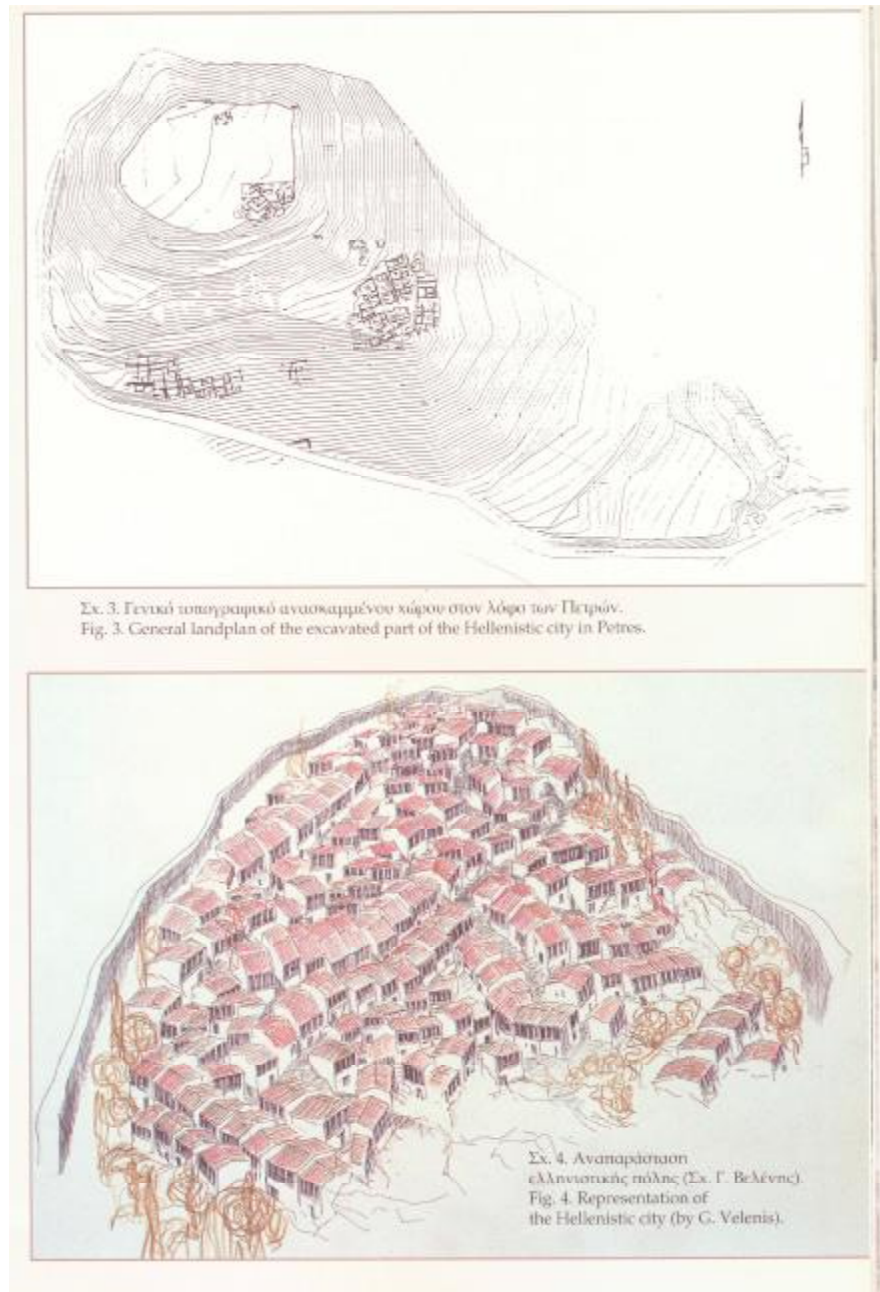 Σχ. 3. Γενικό τοπογραφικό ανασκαμμένου χώρου στον λόφο των Πετρών.
Fig. 3. General landplan of the excavated part of the Hellenistic city in Petres.
Σχ. 4. Αναπαράσταση
ελληνιστικής πόλης (Σχ. Γ. Βελένης).
Fig. 4. Representation of
the Hellenistic city (by G. Velenis).